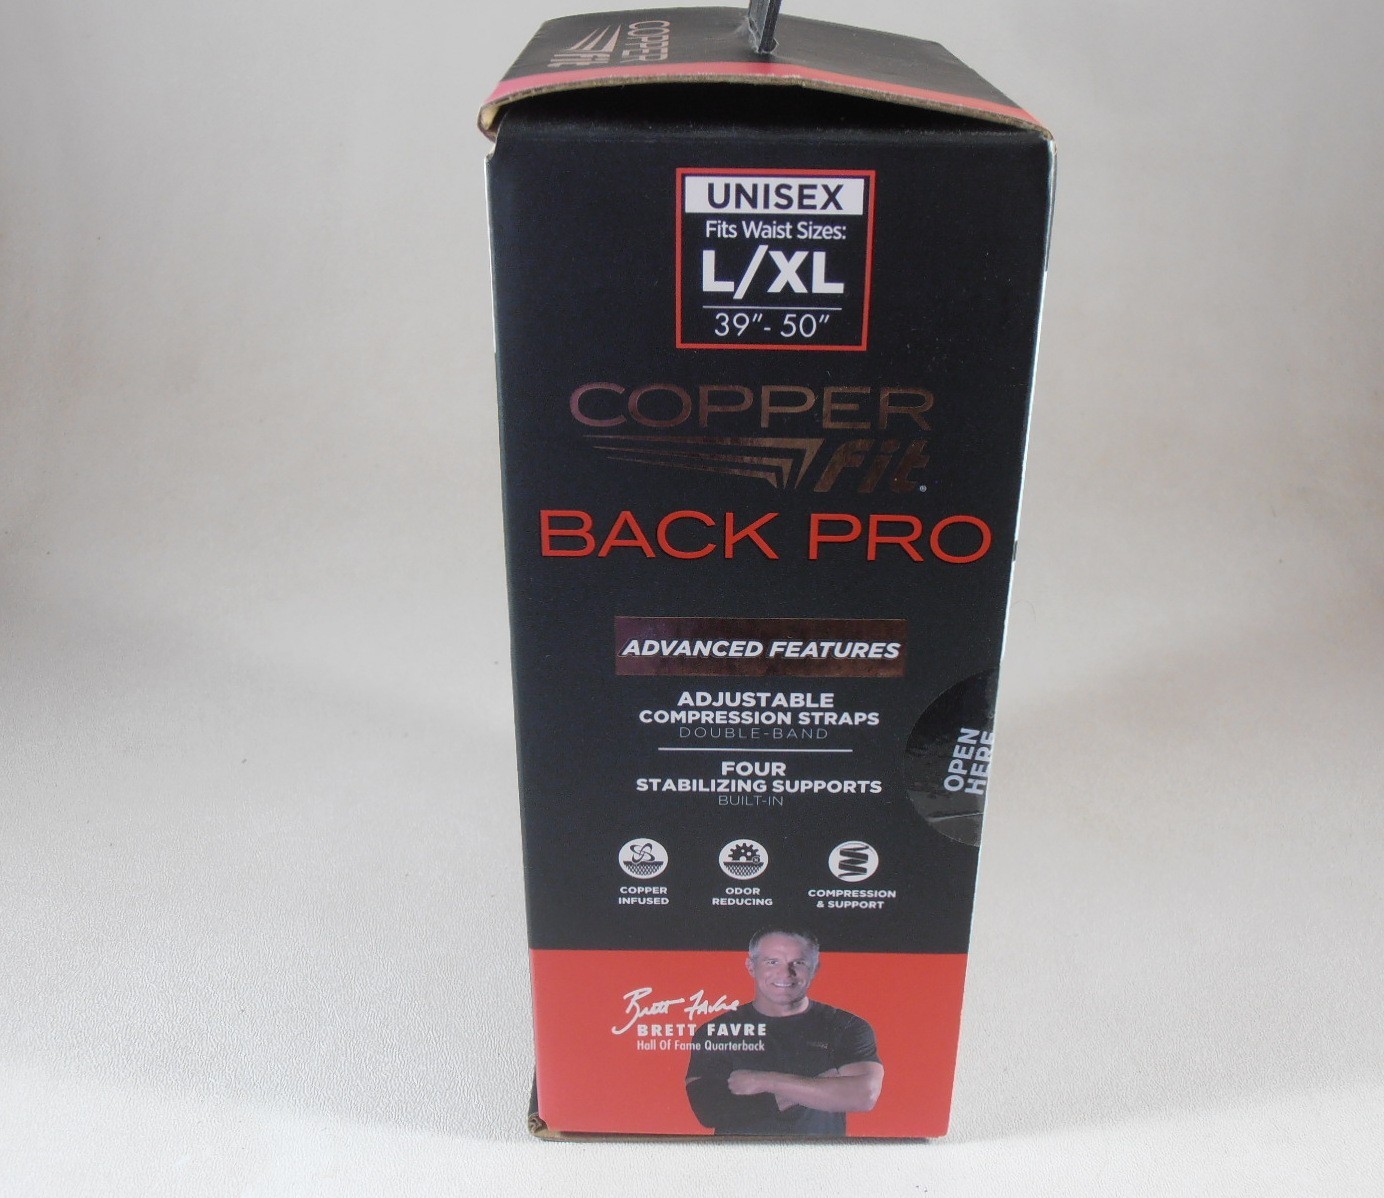 COPPER
fit
UNISEX
Fits Waist Sizes:
L/XL
39"- 50"
COPPER
fit®
BACK PRO
ADVANCED FEATURES
ADJUSTABLE
COMPRESSION STRAPS
DOUBLE-BAND
FOUR
STABILIZING SUPPORTS
BUILT-IN
OPEN
HERE
COPPER
INFUSED
ODOR
REDUCING
COMPRESSION
& SUPPORT
Brett Favre
BRETT FAVRE
Hall Of Fame Quarterback